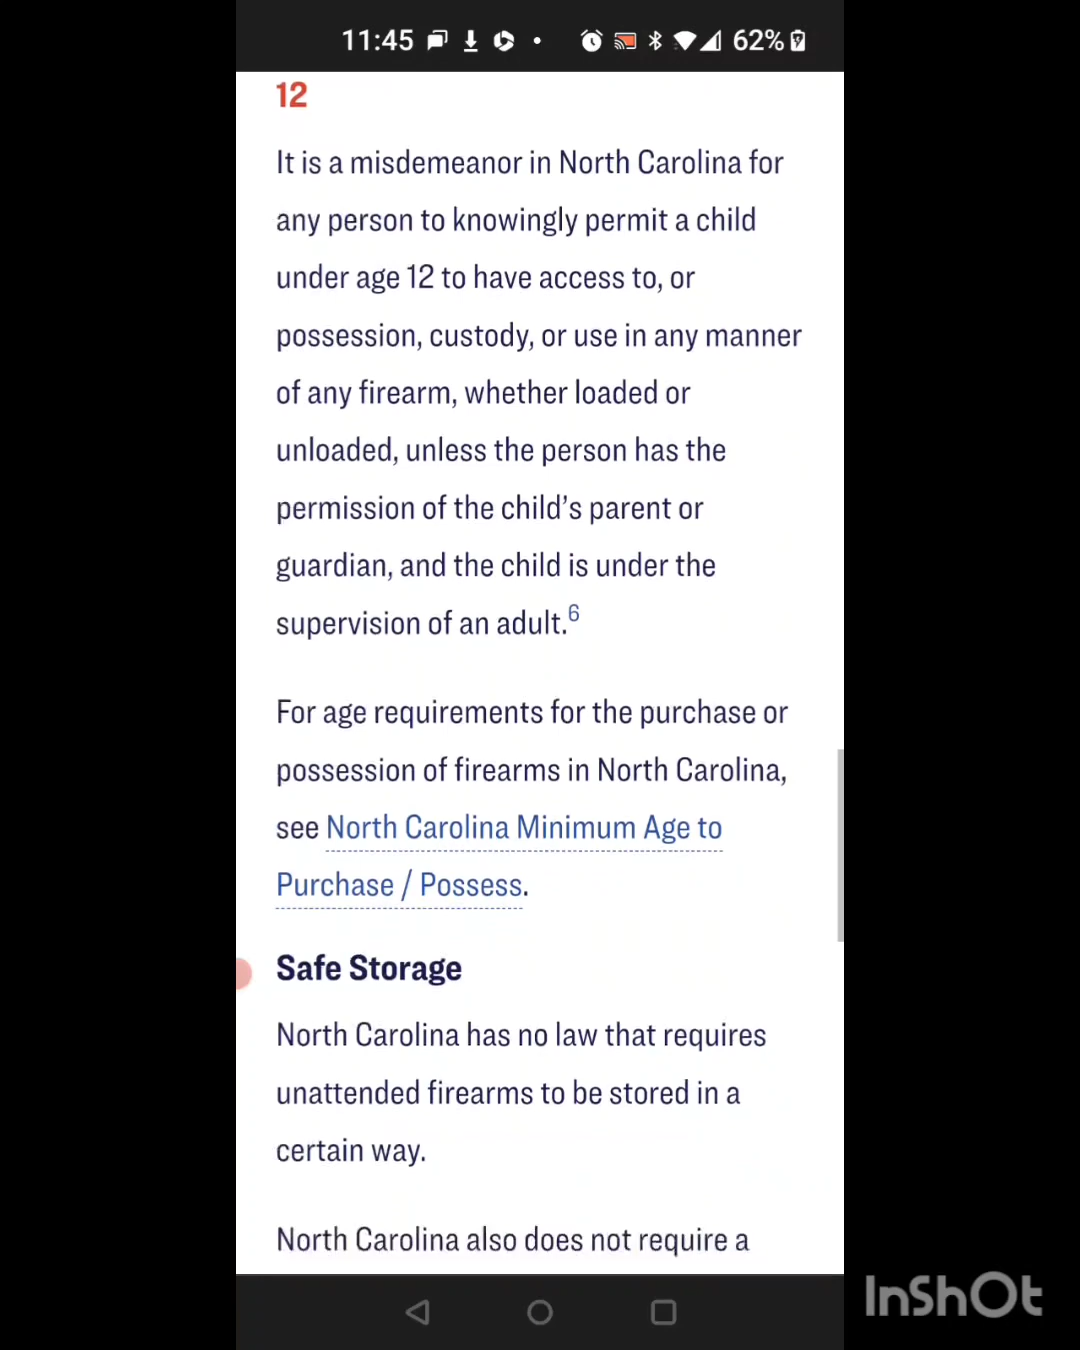 11:45
62%
12
It is a misdemeanor in North Carolina for
any person to knowingly permit a child
under age 12 to have access to, or
possession, custody, or use in any manner
of any firearm, whether loaded or
unloaded, unless the person has the
permission of the child’s parent or
guardian, and the child is under the
supervision of an adult.6
For age requirements for the purchase or
possession of firearms in North Carolina,
see North Carolina Minimum Age to
Purchase / Possess.
Safe Storage
North Carolina has no law that requires
unattended firearms to be stored in a
certain way.
North Carolina also does not require a
InShOt